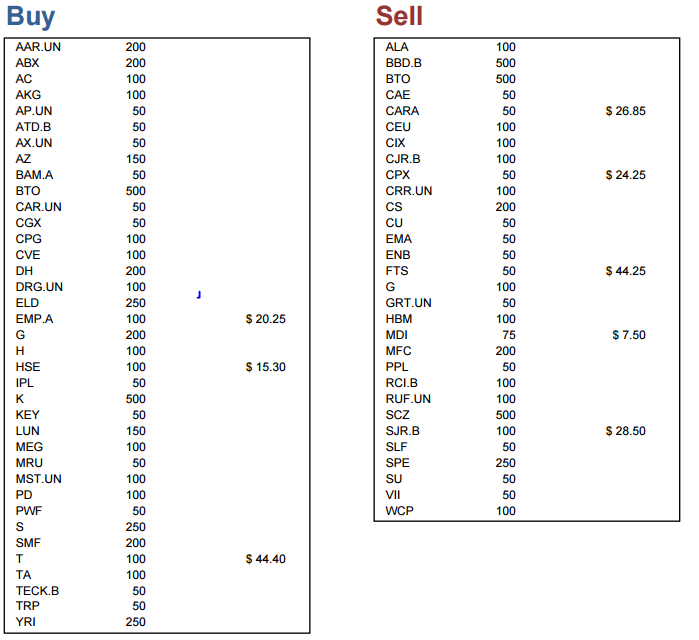 Buy
AAR.UN 200
ABX 200
AC 100
AKG 100
AP.UN 50
ATD.B 50
AX.UN 50
AZ 150
BAM.A 50
BTO 500
CAR.UN 50
CGX 50
CPG 100
CVE 100
DH 200
DRG.UN 100
ELD 250
EMP.A 100 $ 20.25
G 200
H 100
HSE 100 $ 15.30
IPL 50
K 500
KEY 50
LUN 150
MEG 100
MRU 50
MST.UN 100
PD 100
PWF 50
S 250
SMF 200
T 100 $ 44.40
TA 100
TECK.B 50
TRP 50
YRI 250
Sell
ALA 100
BBD.B 500
BTO 500
CAE 50
CARA 50 $ 26.85
CEU 100
CIX 100
CJR.B 100
CPX 50 $ 24.25
CRR.UN 100
CS 200
CU 50
EMA 50
ENB 50
FTS 50 $ 44.25
G 100
GRT.UN 50
HBM 100
MDI 75 $ 7.50
MFC 200
PPL 50
RCI.B 100
RUF.UN 100
SCZ 500
SJR.B 100 $ 28.50
SLF 50
SPE 250
SU 50
VII 50
WCP 100